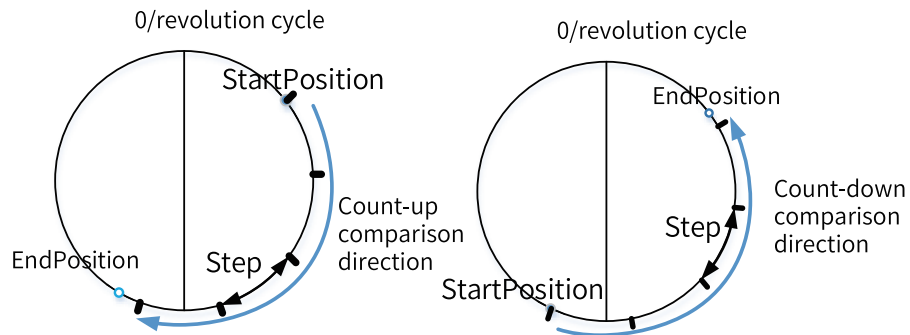 0/revolution cycle
StartPosition
Count-up
comparison
direction
EndPosition
Step
0/revolution cycle
EndPosition
Count-down
comparison
direction
Step
StartPosition